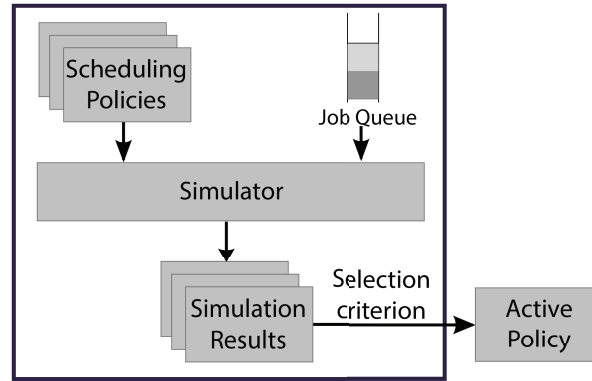 Scheduling
Policies
Job Queue
Simulator
Selection
criterion
Simulation
Results
Active
Policy